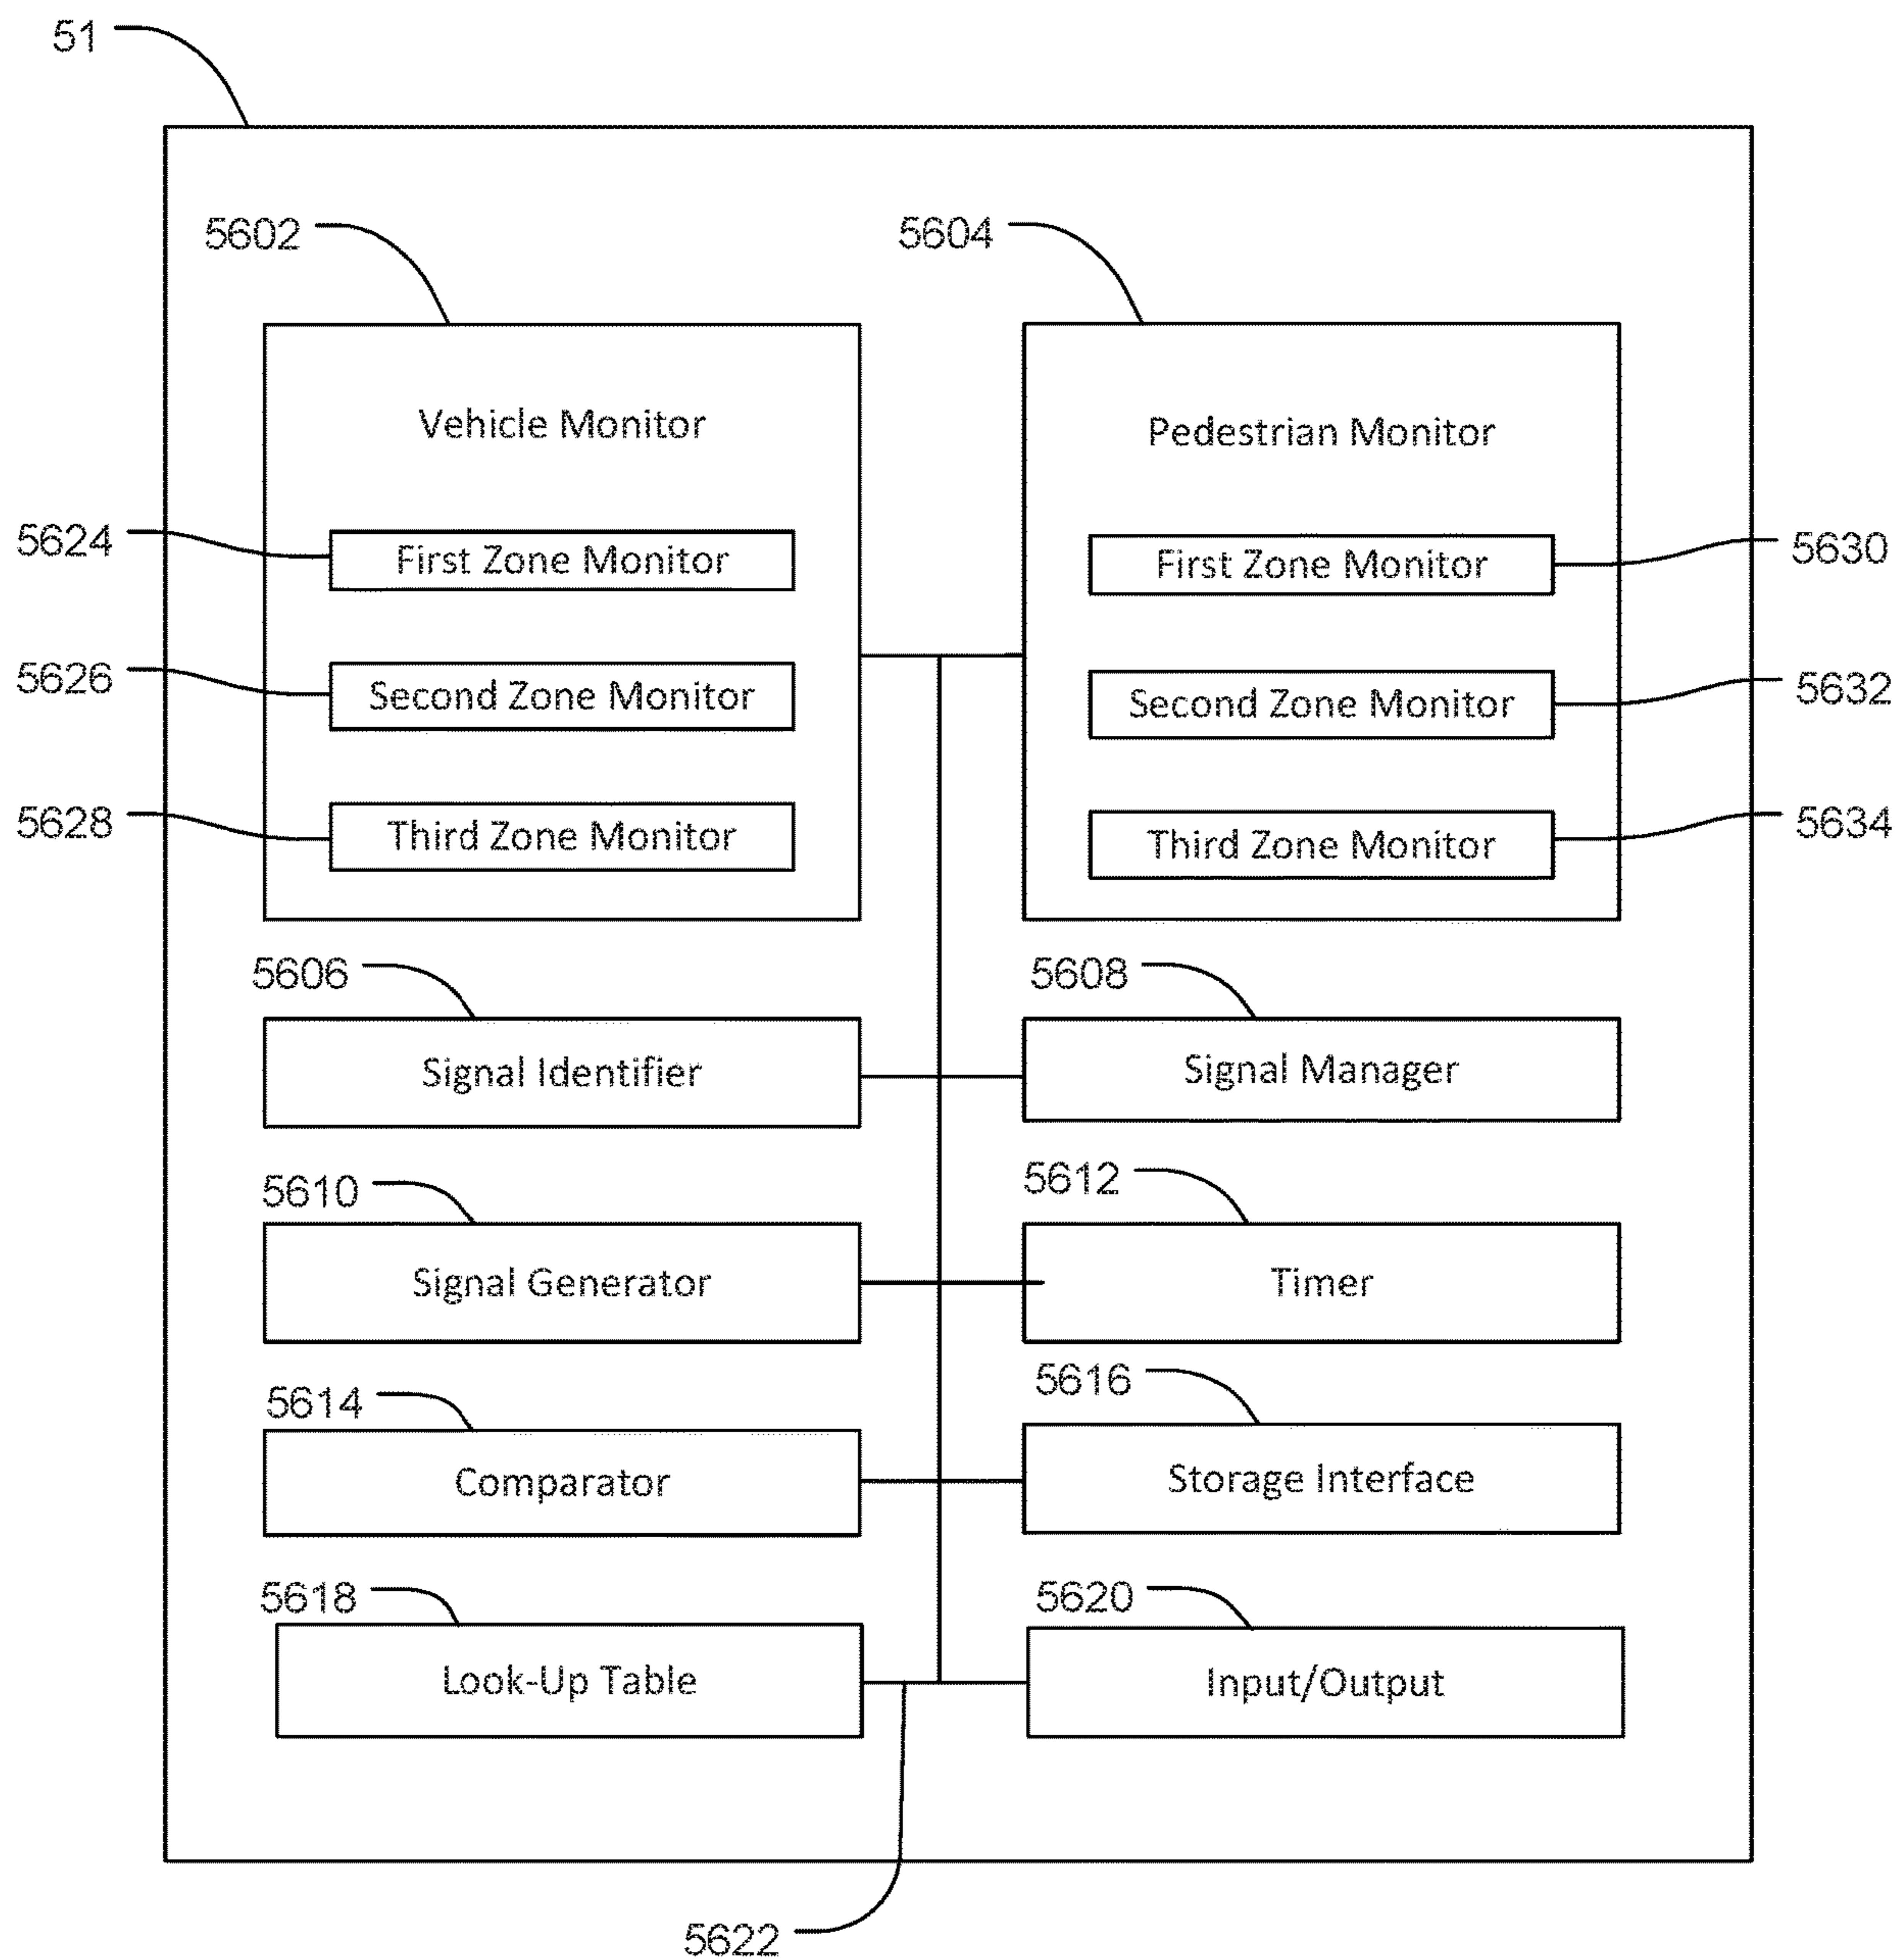 51
5602
5604
Vehicle Monitor
Pedestrian Monitor
5624
First Zone Monitor
First Zone Monitor
5630
5626
Second Zone Monitor
Second Zone Monitor
5632
5628
Third Zone Monitor
Third Zone Monitor
5634
5606
5608
Signal Identifier
Signal Manager
5610
5612
Signal Generator
Timer
5614
5616
Comparator
Storage Interface
5618
5620
Look-Up Table
Input/Output
5622